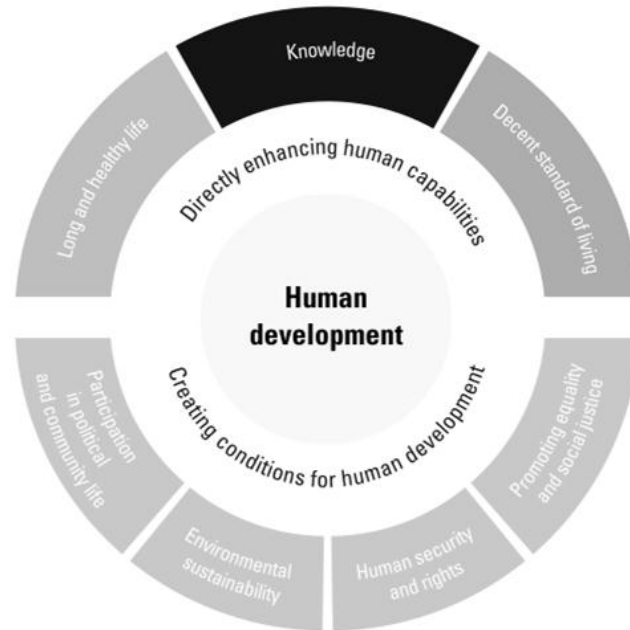 Knowledge
Long and healthy life
Decent standard of living
Directly enhancing human capabilities
Human
development
Creating conditions for human development
Participation
in political
and community life
Environmental
sustainability
Human security
and rights
Promoting equality
and social justice